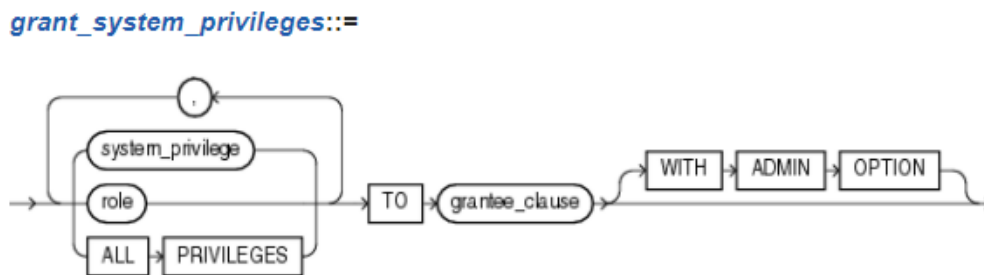 grant_system_privileges::=
,
system_privilege
role
ALL PRIVILEGES
TO grantee_clause
WITH ADMIN OPTION